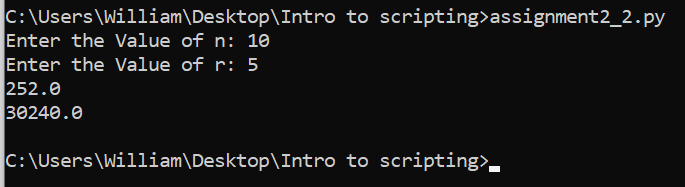 C:\Users\William\Desktop\Intro to scripting>assignment2_2.py
Enter the Value of n: 10
Enter the Value of r: 5
252.0
30240.0
C:\Users\William\Desktop\Intro to scripting>